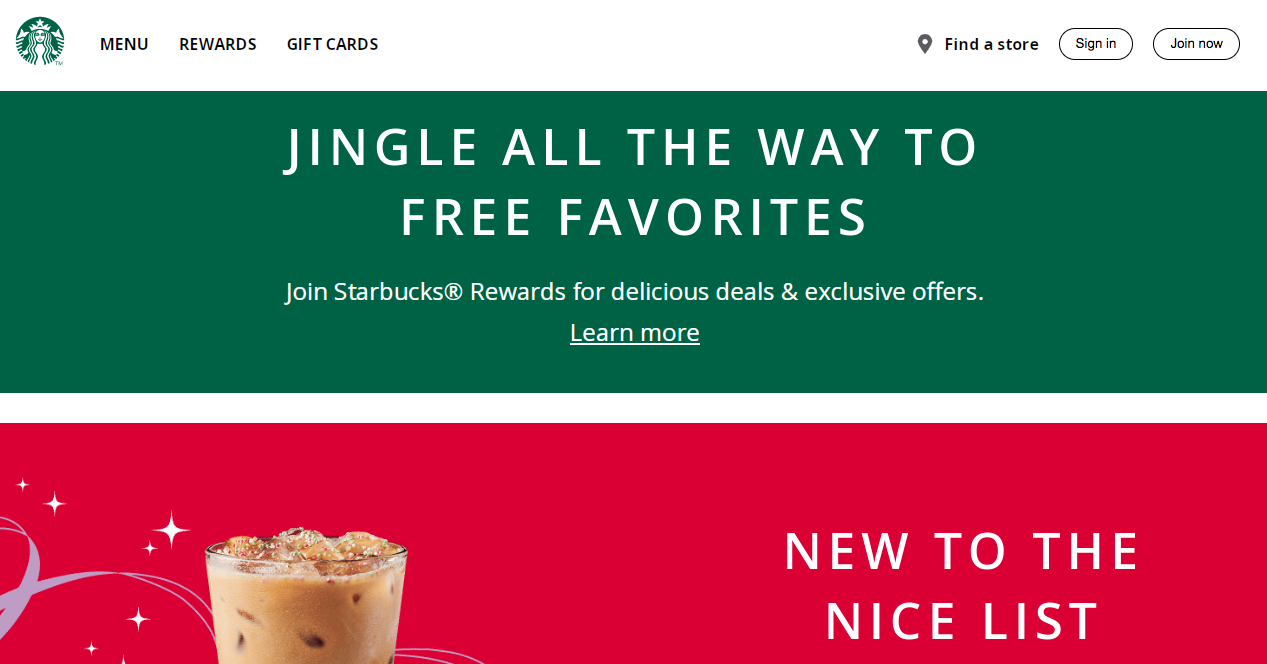 MENU REWARDS GIFT CARDS Find a store Sign in Join now
TM
JINGLE ALL THE WAY TO
FREE FAVORITES
Join Starbucks® Rewards for delicious deals & exclusive offers.
Learn more
NEW TO THE
NICE LIST